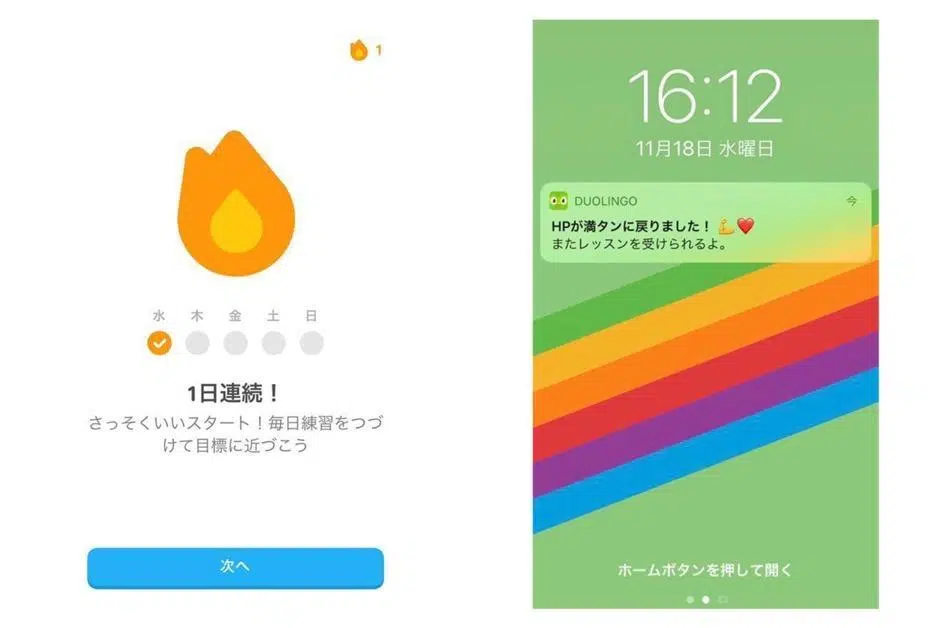 1
水 木 金 土 日
1日連続！
さっそくいいスタート！毎日練習をつづ
けて目標に近づこう
次へ
16:12
11月18日 水曜日
DUOLINGO 今
HPが満タンに戻りました！ 💪❤️
またレッスンを受けられるよ。
ホームボタンを押して開く